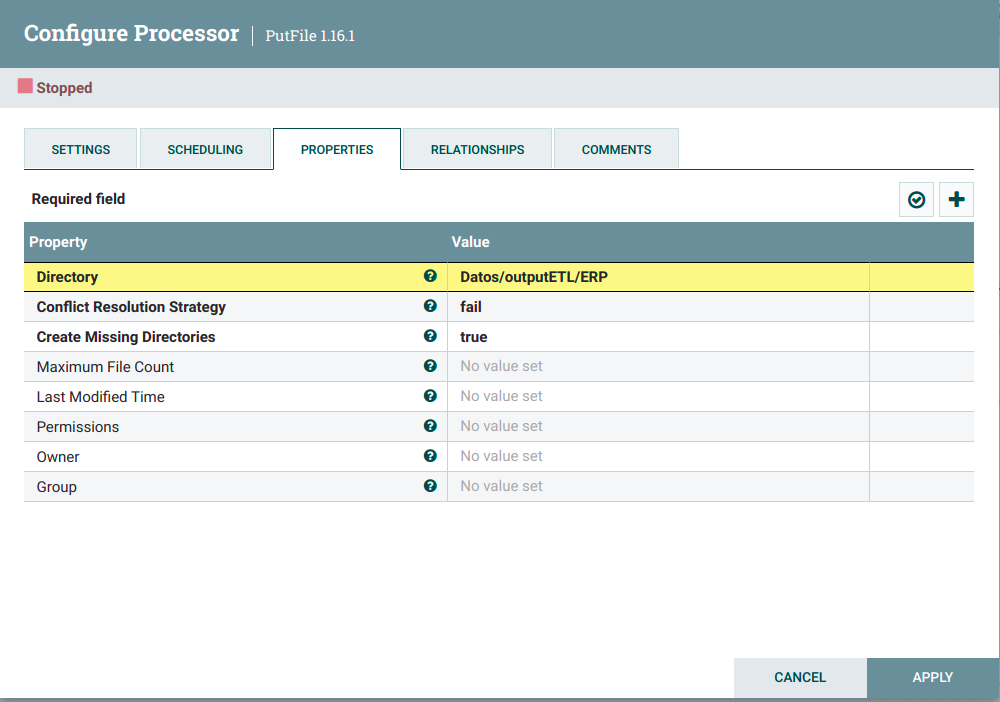 Configure Processor | PutFile 1.16.1
Stopped
SETTINGS SCHEDULING PROPERTIES RELATIONSHIPS COMMENTS
Required field
Property Value
Directory Datos/outputETL/ERP
Conflict Resolution Strategy fail
Create Missing Directories true
Maximum File Count No value set
Last Modified Time No value set
Permissions No value set
Owner No value set
Group No value set
CANCEL APPLY